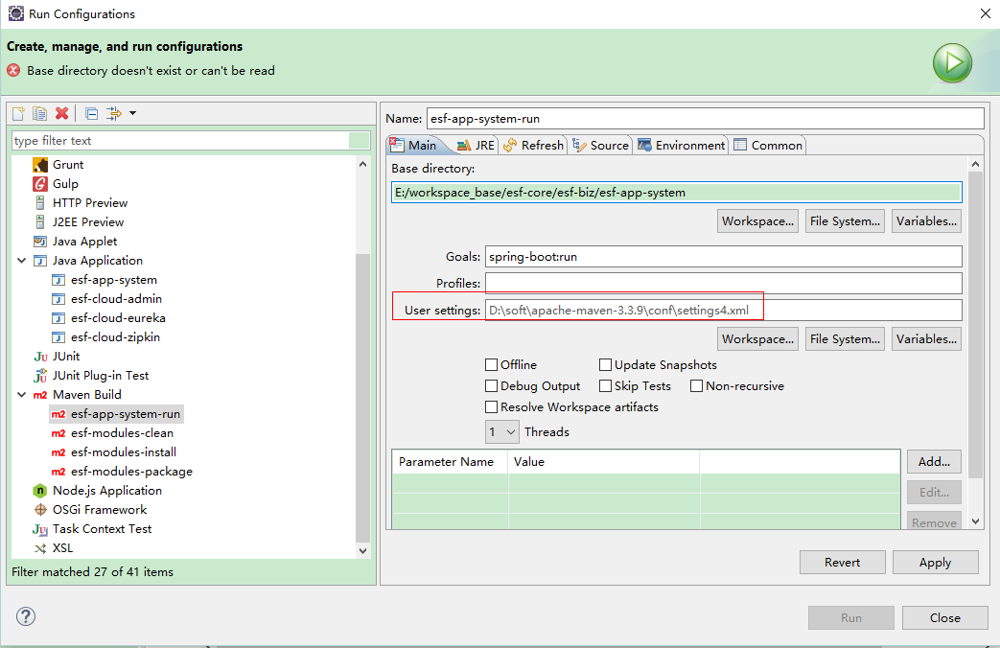 Run Configurations
Create, manage, and run configurations
Base directory doesn't exist or can't be read
type filter text
Grunt
Gulp
HTTP Preview
J2EE Preview
Java Applet
Java Application
esf-app-system
esf-cloud-admin
esf-cloud-eureka
esf-cloud-zipkin
JUnit
JUnit Plug-in Test
Maven Build
esf-app-system-run
esf-modules-clean
esf-modules-install
esf-modules-package
Node.js Application
OSGi Framework
Task Context Test
XSL
Filter matched 27 of 41 items
Name: esf-app-system-run
Main JRE Refresh Source Environment Common
Base directory:
E:/workspace_base/esf-core/esf-biz/esf-app-system
Workspace... File System... Variables...
Goals: spring-boot:run
Profiles:
User settings: D:\soft\apache-maven-3.3.9\conf\settings4.xml
Workspace... File System... Variables...
Offline Update Snapshots
Debug Output Skip Tests Non-recursive
Resolve Workspace artifacts
1 Threads
Parameter Name Value Add...
Edit...
Remove
Revert Apply
Run Close